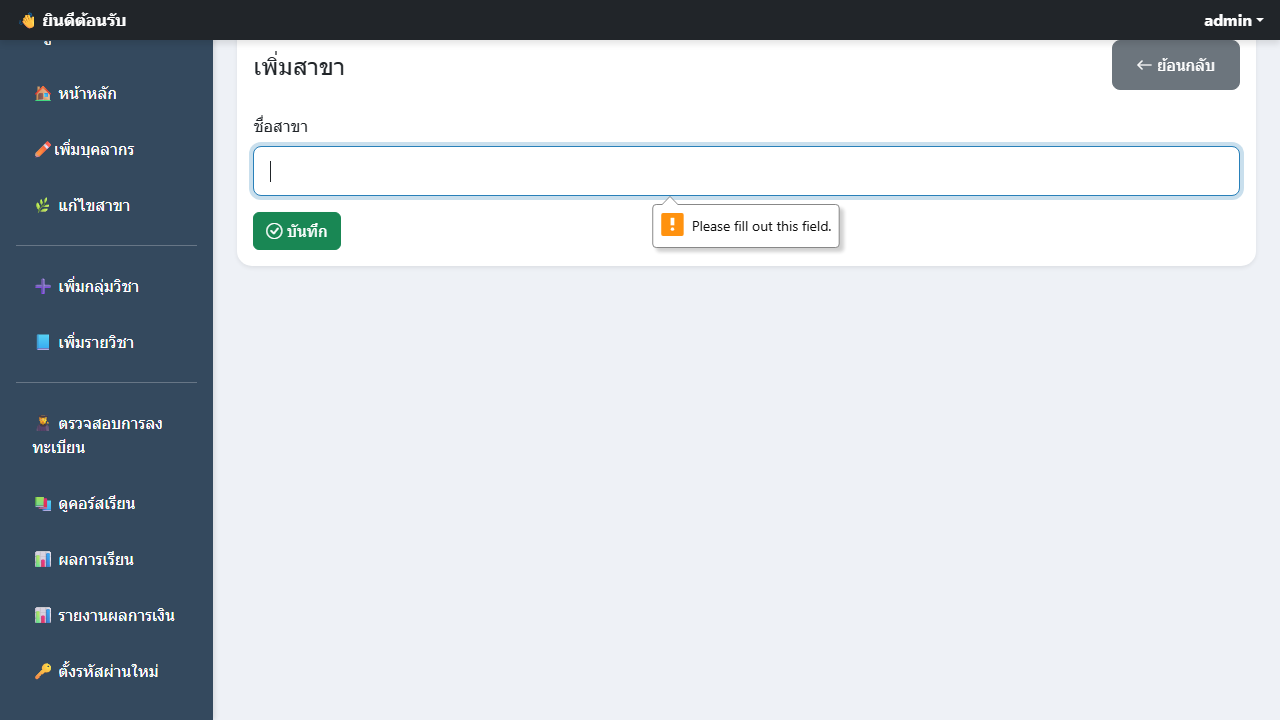 ยินดีต้อนรับ
admin
หน้าหลัก
เพิ่มบุคลากร
แก้ไขสาขา
เพิ่มกลุ่มวิชา
เพิ่มรายวิชา
ตรวจสอบการลง
ทะเบียน
ดูคอร์สเรียน
ผลการเรียน
รายงานผลการเงิน
ตั้งรหัสผ่านใหม่
เพิ่มสาขา
ย้อนกลับ
ชื่อสาขา
Please fill out this field.
บันทึก